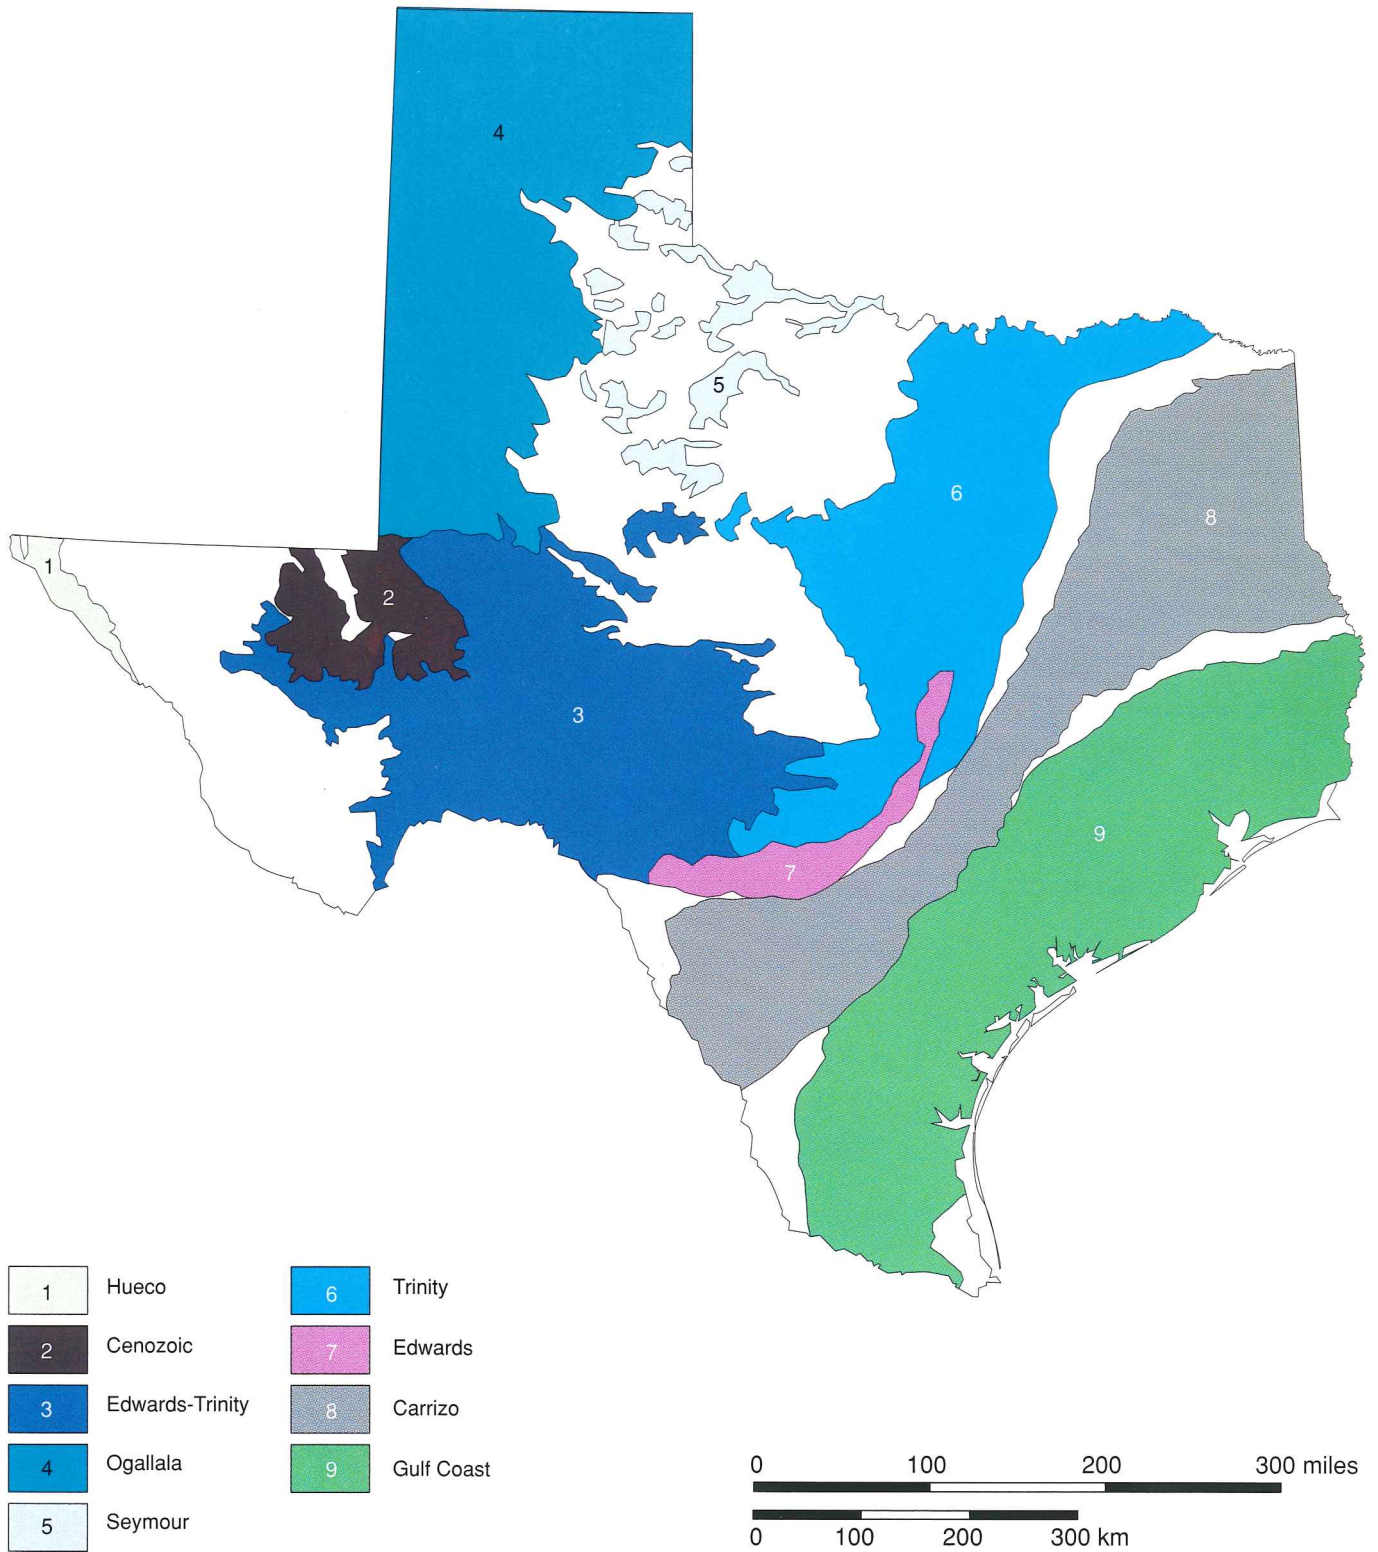 4
5
6
8
1
2
3
9
7
1 Hueco
2 Cenozoic
3 Edwards-Trinity
4 Ogallala
5 Seymour
6 Trinity
7 Edwards
8 Carrizo
9 Gulf Coast
0 100 200 300 miles
0 100 200 300 km